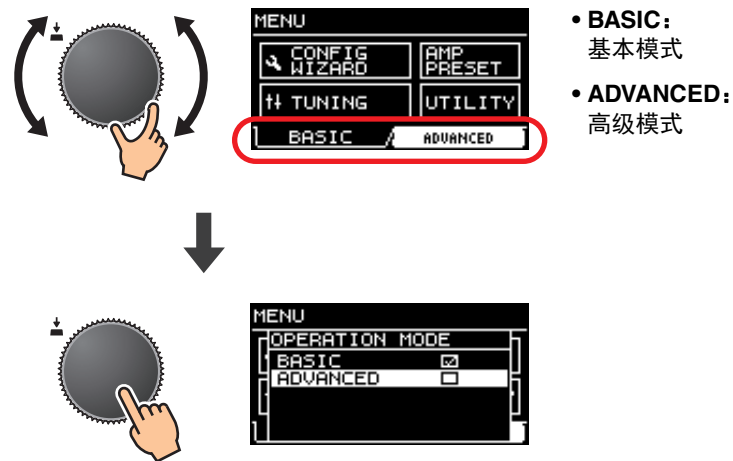 MENU
CONFIG WIZARD
AMP PRESET
TUNING
UTILITY
BASIC
ADVANCED
• BASIC：
基本模式
• ADVANCED：
高级模式
MENU
OPERATION MODE
BASIC
ADVANCED